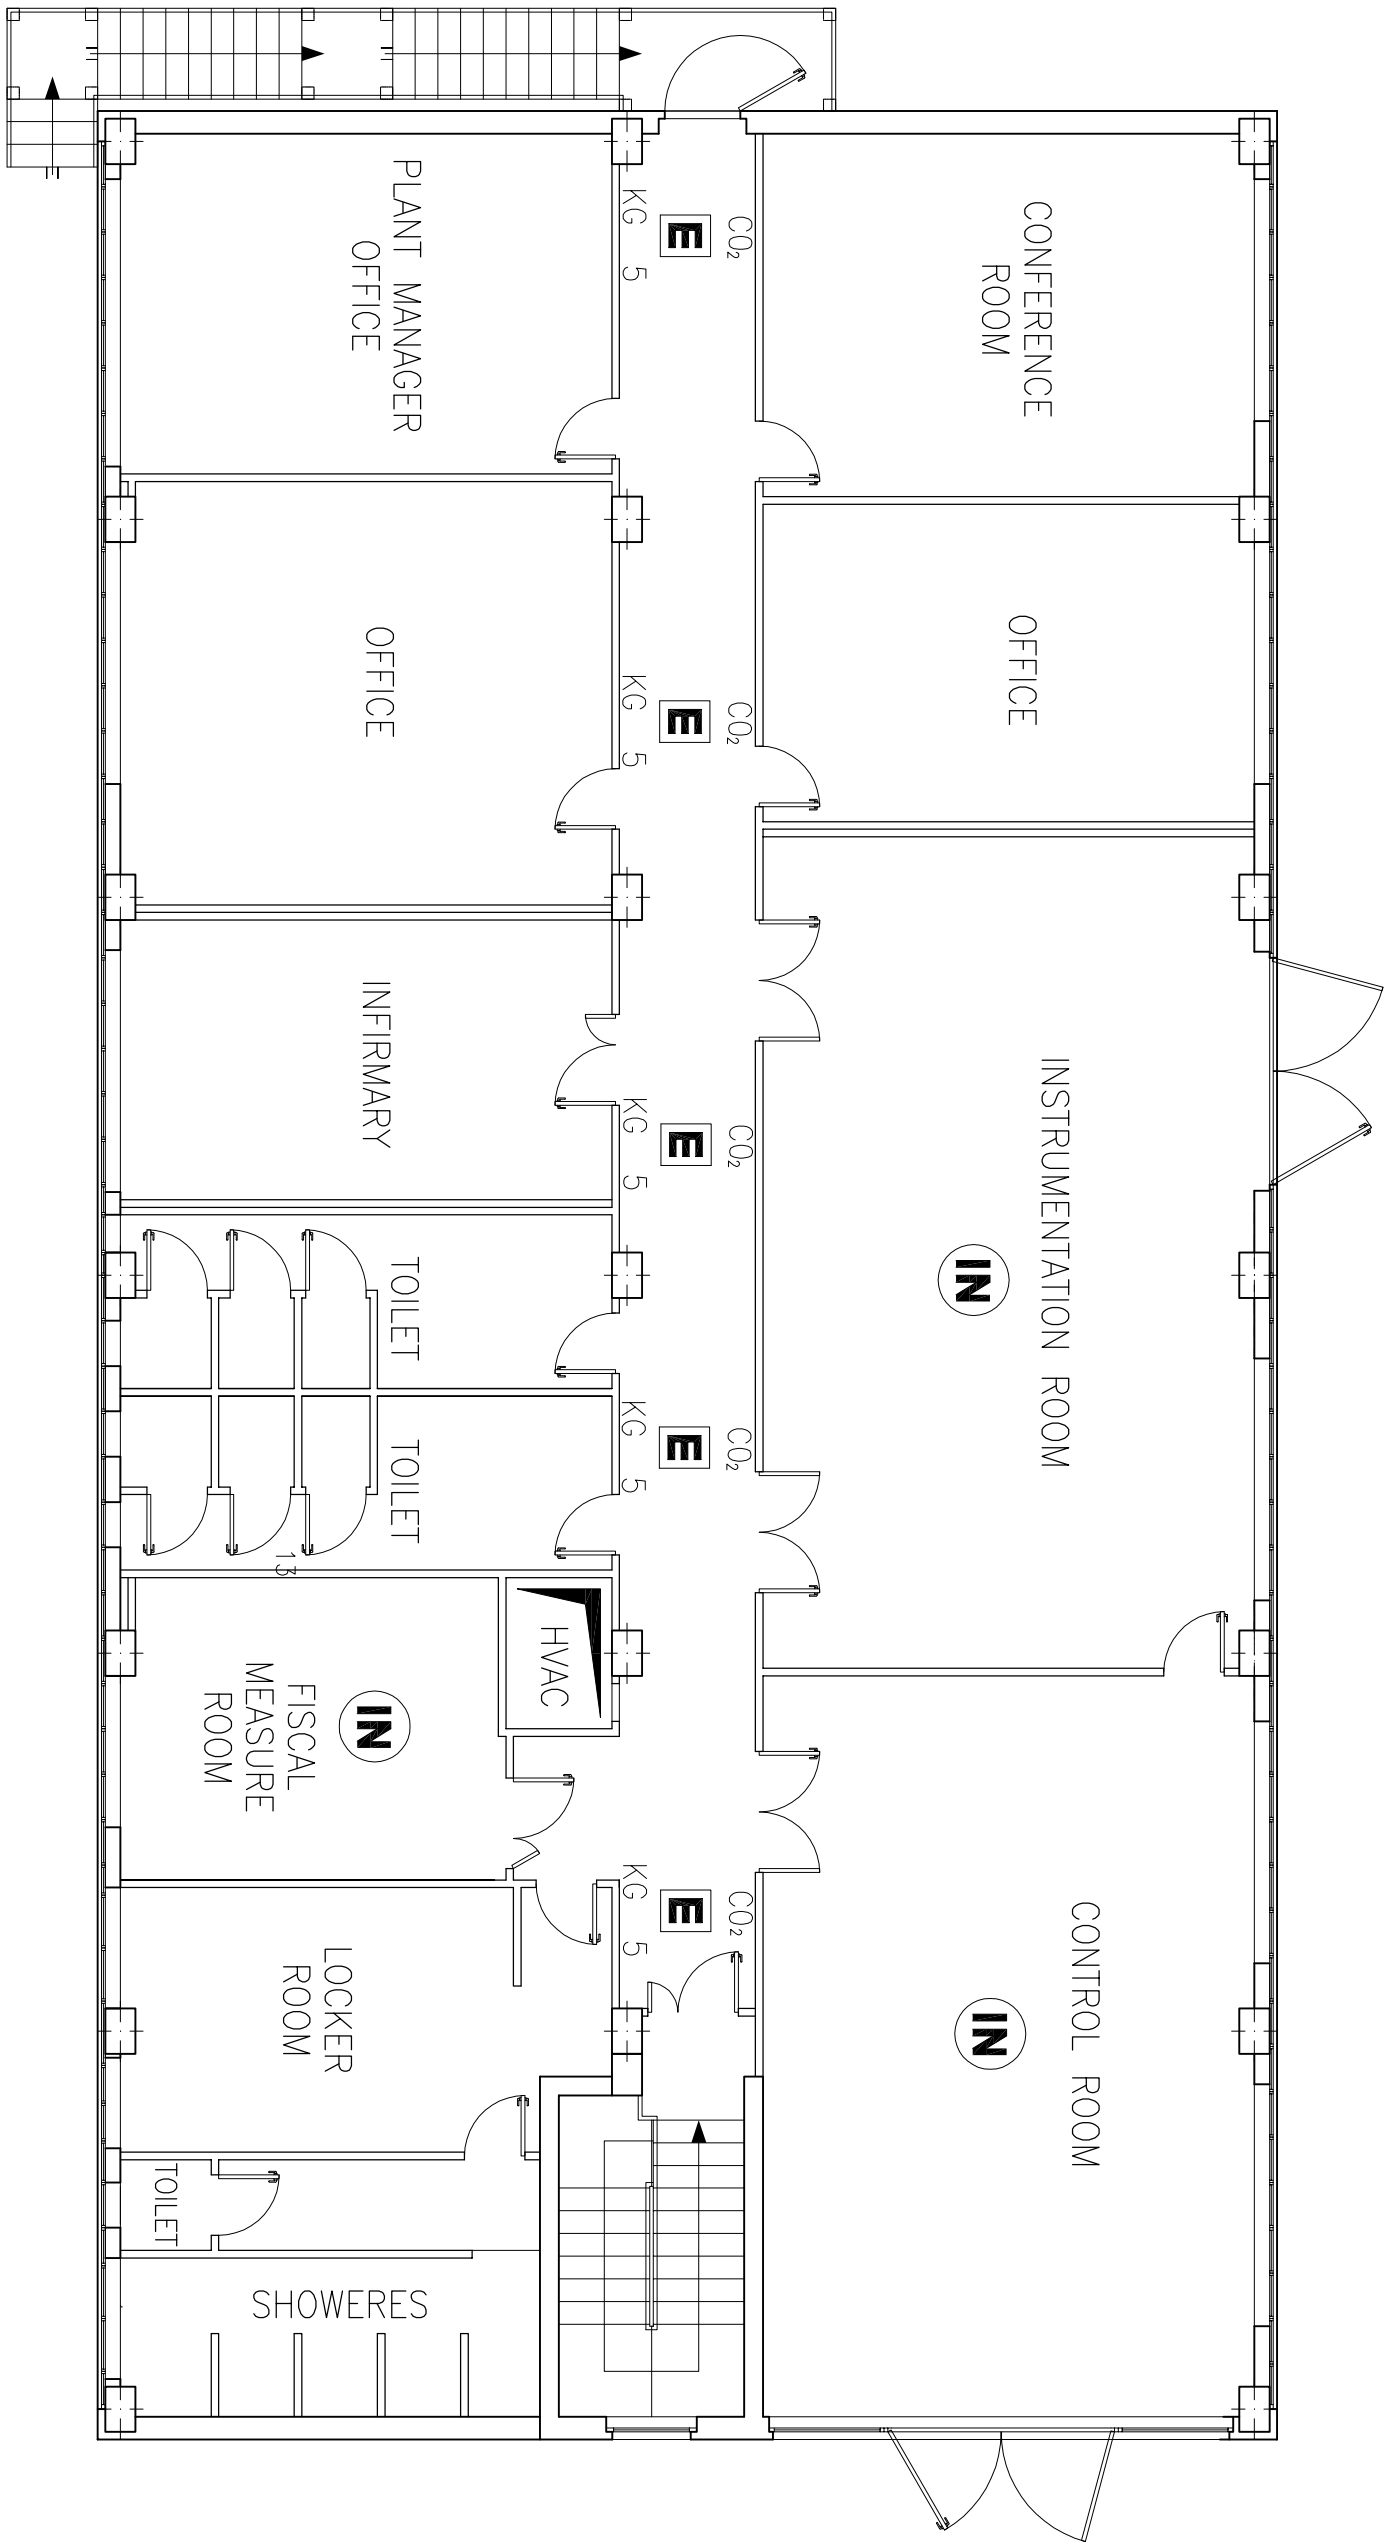 CONFERENCE
ROOM
OFFICE
INSTRUMENTATION ROOM
IN
CONTROL ROOM
IN
CO₂
E
KG 5
CO₂
E
KG 5
CO₂
E
KG 5
CO₂
E
KG 5
CO₂
E
KG 5
PLANT MANAGER
OFFICE
OFFICE
INFIRMARY
TOILET
TOILET
13
HVAC
IN
FISCAL
MEASURE
ROOM
LOCKER
ROOM
TOILET
SHOWERES